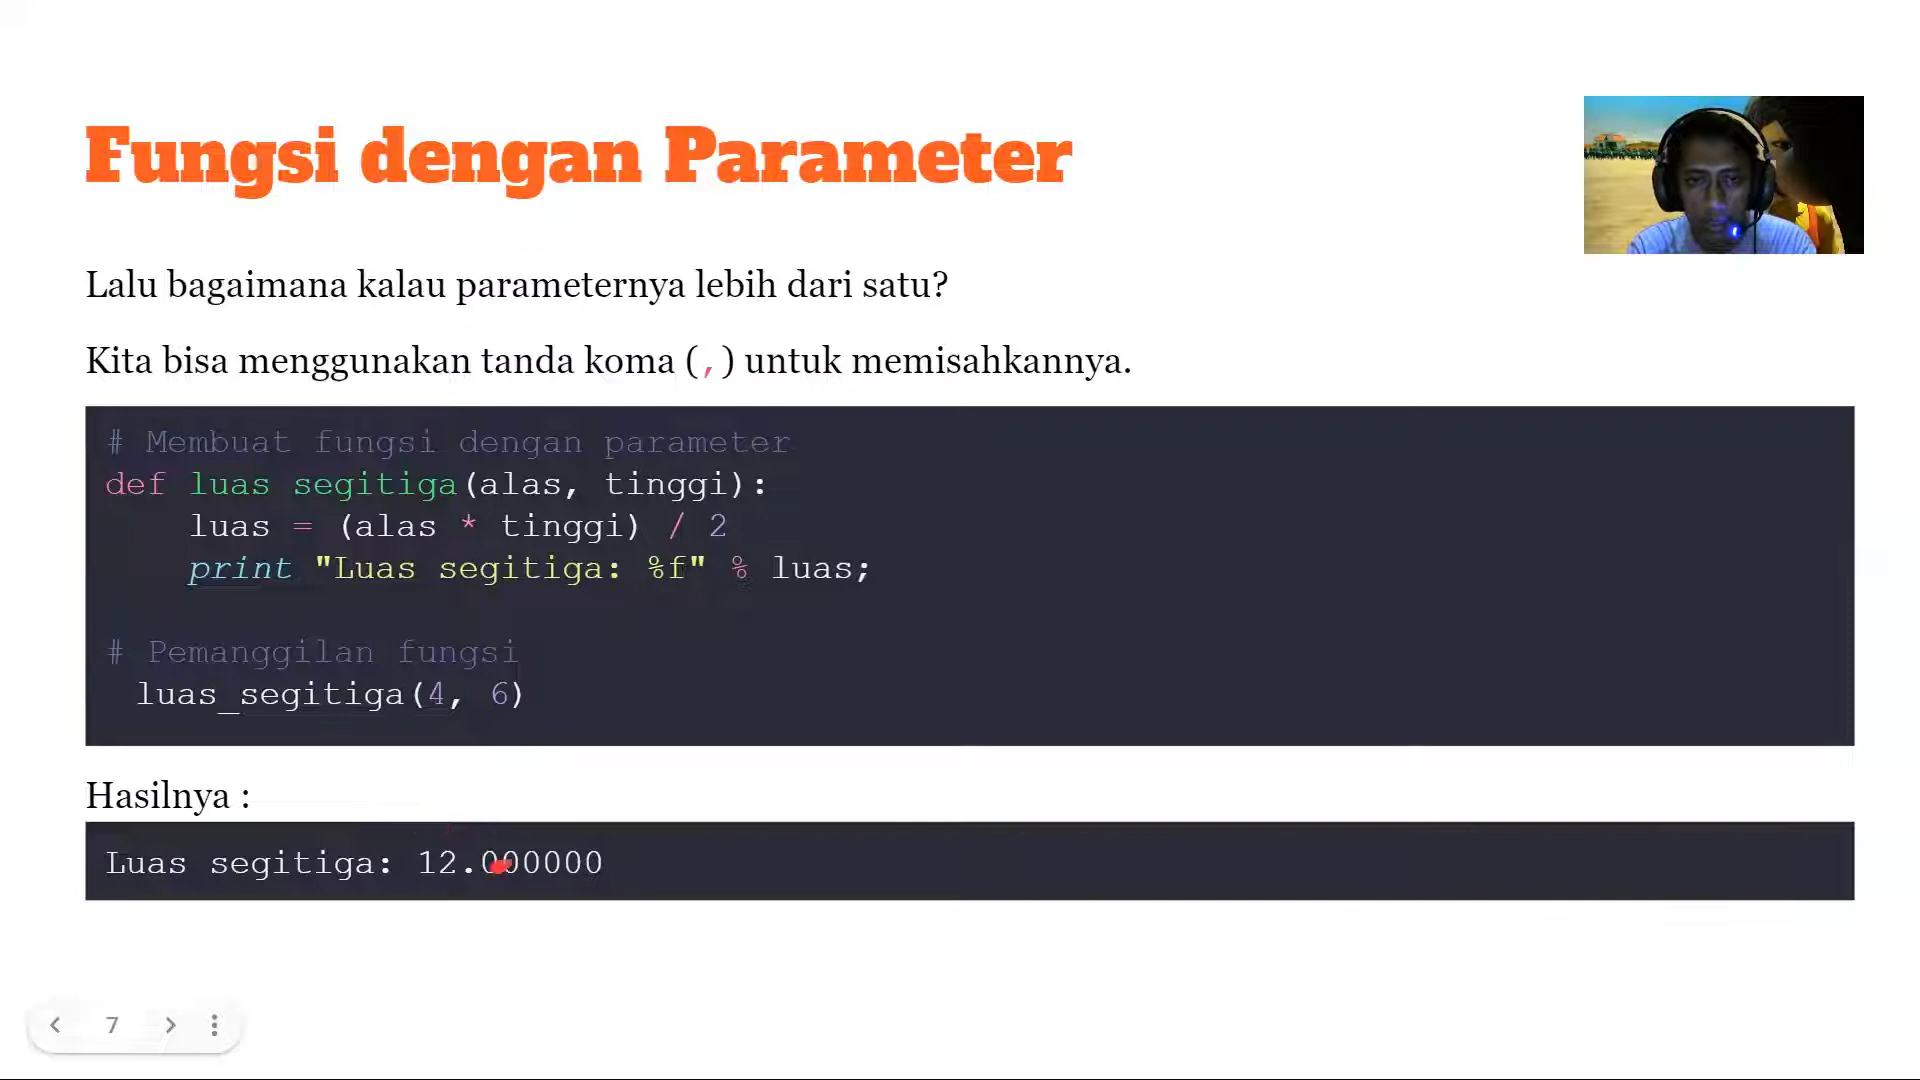 Fungsi dengan Parameter
Lalu bagaimana kalau parameternya lebih dari satu?
Kita bisa menggunakan tanda koma (,) untuk memisahkannya.
# Membuat fungsi dengan parameter
def luas segitiga(alas, tinggi):
    luas = (alas * tinggi) / 2
    print "Luas segitiga: %f" % luas;
# Pemanggilan fungsi
luas_segitiga(4, 6)
Hasilnya :
Luas segitiga: 12.000000
7